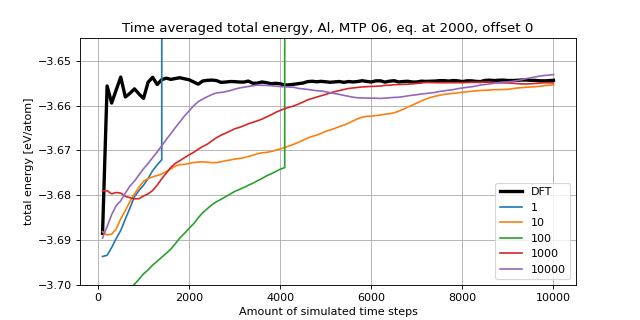 Time averaged total energy, Al, MTP 06, eq. at 2000, offset 0
total energy [eV/atom]
−3.65
−3.66
−3.67
−3.68
−3.69
−3.70
DFT
1
10
100
1000
10000
0 2000 4000 6000 8000 10000
Amount of simulated time steps